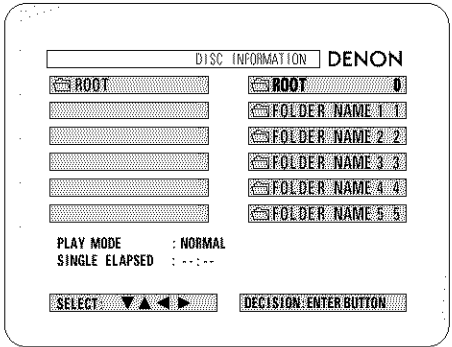 DISC INFORMATION DENON
ROOT ROOT 0
FOLDER NAME 1 1
FOLDER NAME 2 2
FOLDER NAME 3 3
FOLDER NAME 4 4
FOLDER NAME 5 5
PLAY MODE : NORMAL
SINGLE ELAPSED : --:--
SELECT: ▼▲◀▶ DECISION:ENTER BUTTON